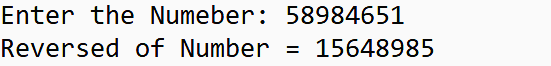 Enter the Numeber: 58984651
Reversed of Number = 15648985